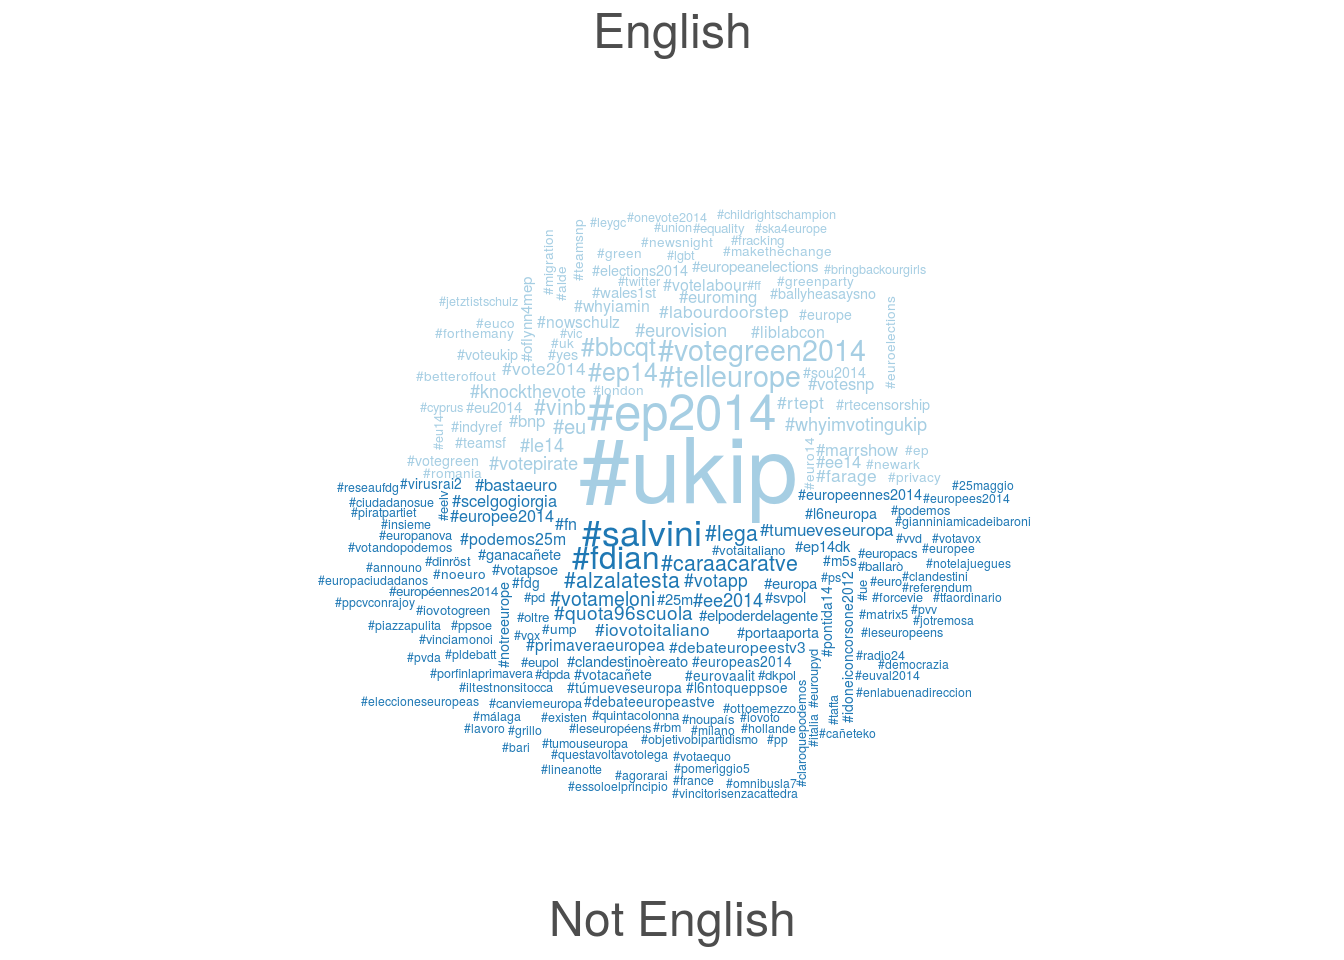 English
#oneyote2014 #childrightschampion
#leygc
#union #equality #ska4europe
#newsnight #fracking
#teamsnp
#green #lgbt #makethechange
#migration
#alde
#elections2014 #europeanelections #bringbackourgirls
#twitter #votelabour #ff #greenparty
#wales1st #euroming #ballyheasaysno
#jetztistschulz #oflynn4mep #whyiamin #labourdoorstep #europe
#euco #nowschulz #eurovision #liblabcon #euroelections
#forthemany #vic
#uk #bbcqt #votegreen2014
#voteukip #yes
#betteroffout #vote2014 #ep14 #telleurope #sou2014
#knockthevote #london #votesnp
#cyprus #eu2014 #vinb #ep2014 #rtept #rtecensorship
#eu14 #indyref #bnp #eu #whyimvotingukip
#teamsf #le14 #marrshow #ep
#votegreen #votepirate #ukip #euro14 #ee14 #newark
#romania #farage #privacy
#reseaufdg #virusrai2 #bastaeuro #25maggio
#ciudadanosue #eelv #scelgogiorgia #europeennes2014 #europees2014
#piratpartiet #europee2014 #l6neuropa #podemos
#insieme #fn #salvini #lega #tumueveseuropa #gianniniamicadeibaroni
#europanova #podemos25m #vvd #votavox
#votandopodemos #ganacañete #fdian #votaitaliano #ep14dk #europacs #europee
#announo #dinröst #votapsoe #caraacaratve #m5s #ballarò #notelajuegues
#europaciudadanos #noeuro #fdg #alzalatesta #votapp #europa #ps #ue #euro #clandestini
#européennes2014 #referendum
#ppcvconrajoy #pd #votameloni #25m #ee2014 #svpol #pontida14 #idoneiconcorsone2012 #forcevie #tfaordinario
#iovotogreen #notreeurope #oltre #quota96scuola #elpoderdelagente #matrix5 #pvv
#piazzapulita #ppsoe #jotremosa
#vinciamonoi #vox #ump #iovotoitaliano #portaaporta #leseuropeens
#pvda #pldebatt #primaveraeuropea #debateuropeestv3 #radio24
#porfinlaprimavera #eupol #clandestinoèreato #europeas2014 #europuyd #democrazia
#dpda #votacañete #eurovaalit #dkpol #euval2014
#iltestnonsitocca #túmueveseuropa #l6ntoqueppsoe #enlabuenadireccion
#eleccioneseuropeas #canviemeuropa #debateeuropeastve #ottoemezzo #claroquepodemos #tafta
#málaga #existen #quintacolonna #noupaís #iovoto #italia
#lavoro #grillo #leseuropéens #rbm #milano #hollande #cañeteko
#bari #tumouseuropa #objetivobipartidismo #pp
#questavoltavotolega #votaequo
#lineanotte #agorarai #pomeriggio5
#france
#essoloelprincipio #omnibusla7
#vincitorisenzacattedra
Not English